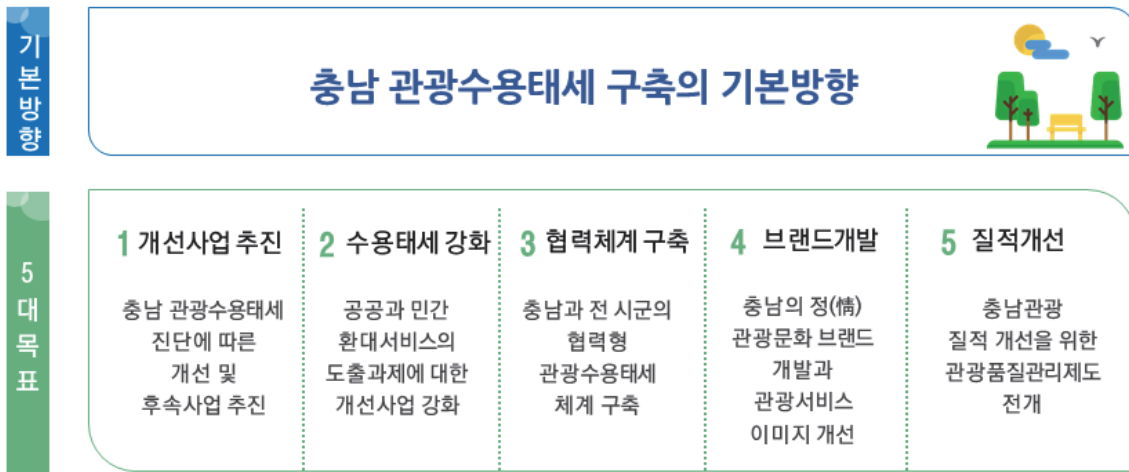 기본방향
충남 관광수용태세 구축의 기본방향
5대목표
1 개선사업 추진
충남 관광수용태세
진단에 따른
개선 및
후속사업 추진
2 수용태세 강화
공공과 민간
환대서비스의
도출과제에 대한
개선사업 강화
3 협력체계 구축
충남과 전 시군의
협력형
관광수용태세
체계 구축
4 브랜드개발
충남의 정(情)
관광문화 브랜드
개발과
관광서비스
이미지 개선
5 질적개선
충남관광
질적 개선을 위한
관광품질관리제도
전개